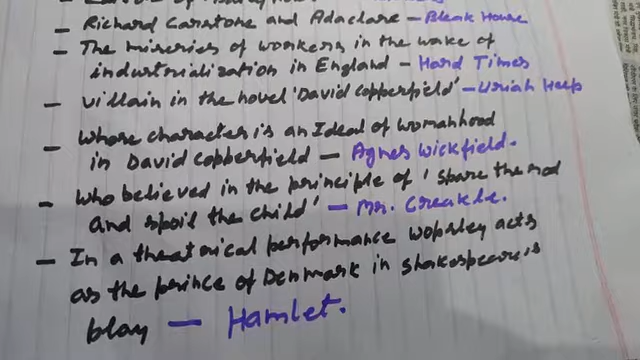 - Richard Carstone and Adaclare - Bleak House
- The miseries of workers in the wake of
industrialization in England - Hard Times
- villain in the novel 'David Copperfield' - Uriah Heep
- Whose character is an Ideal of womanhood
in David Copperfield - Agnes Wickfield.
- Who believed in the principle of 'spare the rod
and spoil the child' - Mr. Creakle.
- In a theatrical performance Wopsley acts
as the prince of Denmark in Shakespeare's
play - Hamlet.